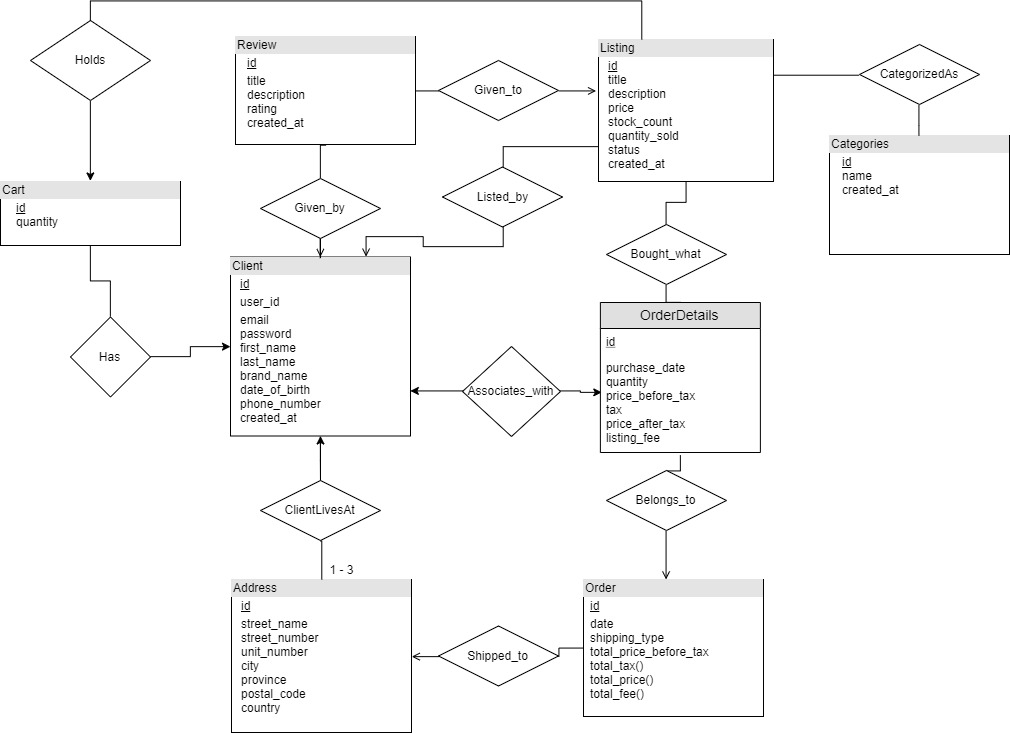 Holds
Review
id
title
description
rating
created_at
Given_to
Listing
id
title
description
price
stock_count
quantity_sold
status
created_at
CategorizedAs
Categories
id
name
created_at
Cart
id
quantity
Given_by
Listed_by
Bought_what
Client
id
user_id
email
password
first_name
last_name
brand_name
date_of_birth
phone_number
created_at
Has
Associates_with
OrderDetails
id
purchase_date
quantity
price_before_tax
tax
price_after_tax
listing_fee
ClientLivesAt
1 - 3
Belongs_to
Address
id
street_name
street_number
unit_number
city
province
postal_code
country
Shipped_to
Order
id
date
shipping_type
total_price_before_tax
total_tax()
total_price()
total_fee()